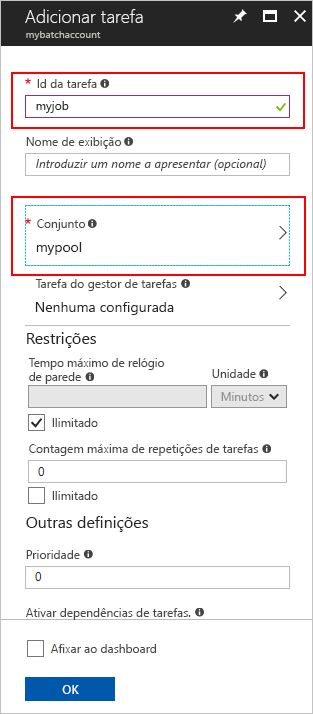 Adicionar tarefa
mybatchaccount
* Id da tarefa
myjob
Nome de exibição
Introduzir um nome a apresentar (opcional)
* Conjunto
mypool
Tarefa do gestor de tarefas
Nenhuma configurada
Restrições
Tempo máximo de relógio
de parede
Unidade
Minutos
Ilimitado
Contagem máxima de repetições de tarefas
0
Ilimitado
Outras definições
Prioridade
0
Ativar dependências de tarefas.
Afixar ao dashboard
OK